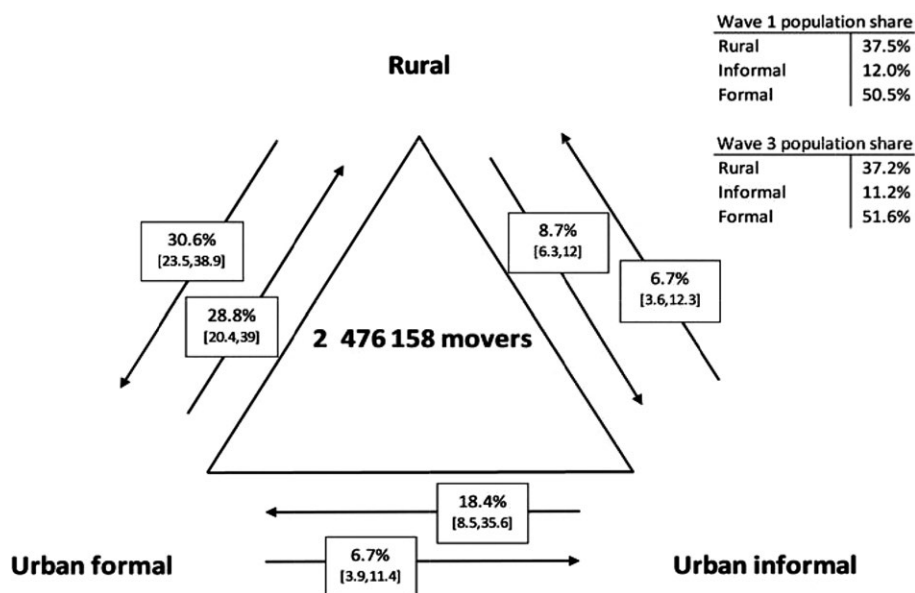 Wave 1 population share
Rural 37.5%
Informal 12.0%
Formal 50.5%
Rural
Wave 3 population share
Rural 37.2%
Informal 11.2%
Formal 51.6%
30.6%
[23.5,38.9]
8.7%
[6.3,12]
6.7%
[3.6,12.3]
28.8%
[20.4,39]
2 476 158 movers
18.4%
[8.5,35.6]
Urban formal
6.7%
[3.9,11.4]
Urban informal